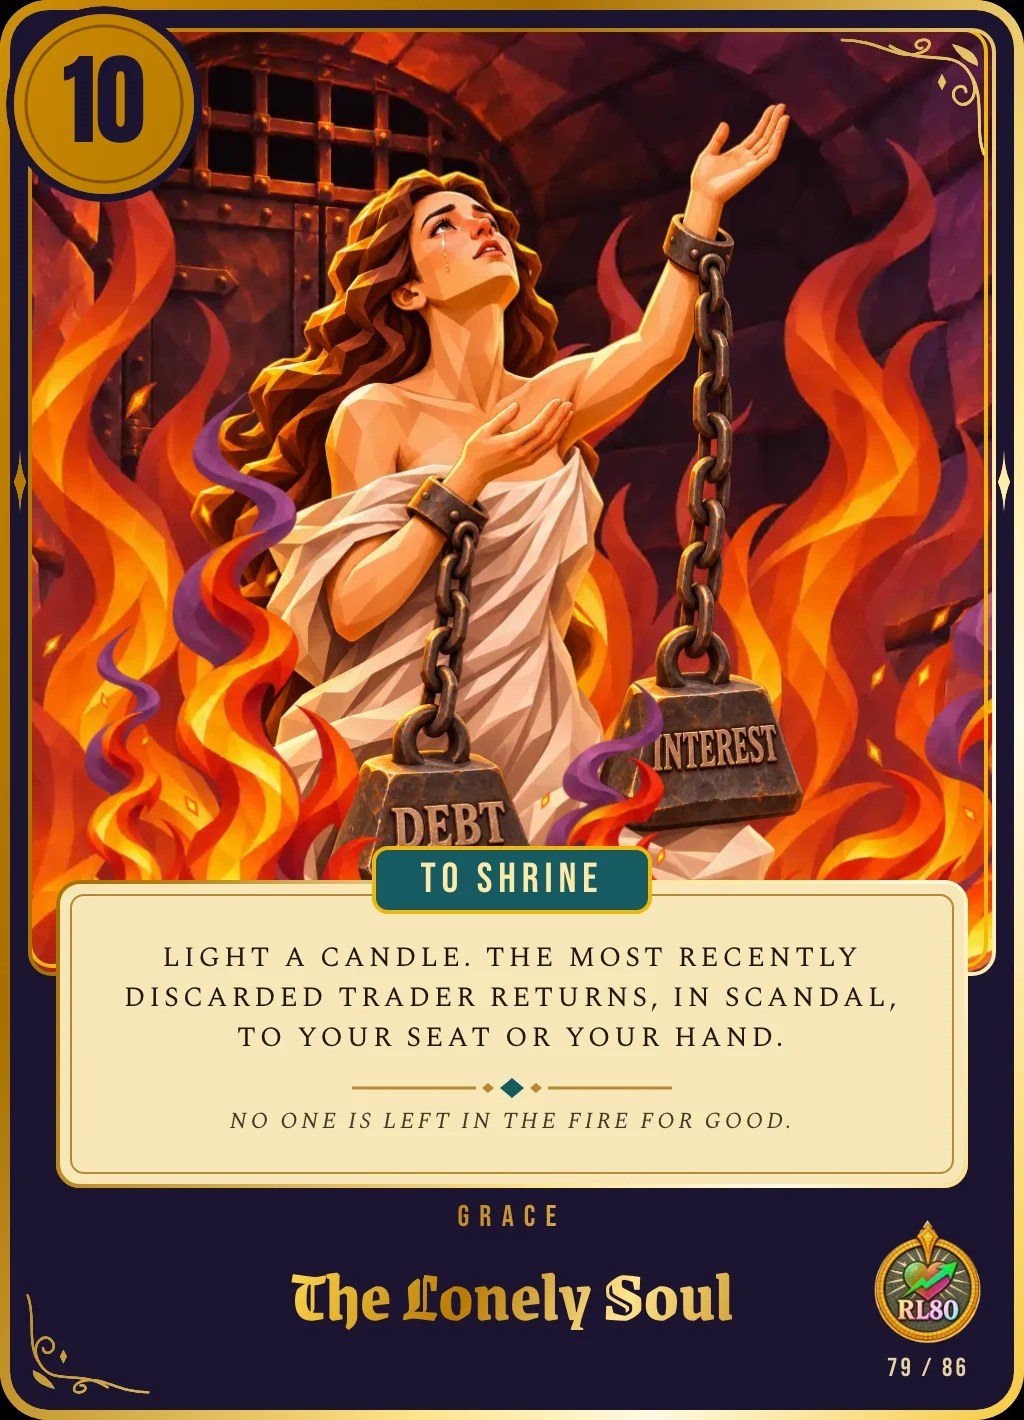 10
INTEREST
DEBT
TO SHRINE
LIGHT A CANDLE. THE MOST RECENTLY
DISCARDED TRADER RETURNS, IN SCANDAL,
TO YOUR SEAT OR YOUR HAND.
NO ONE IS LEFT IN THE FIRE FOR GOOD.
GRACE
The Lonely Soul
RL80
79 / 86